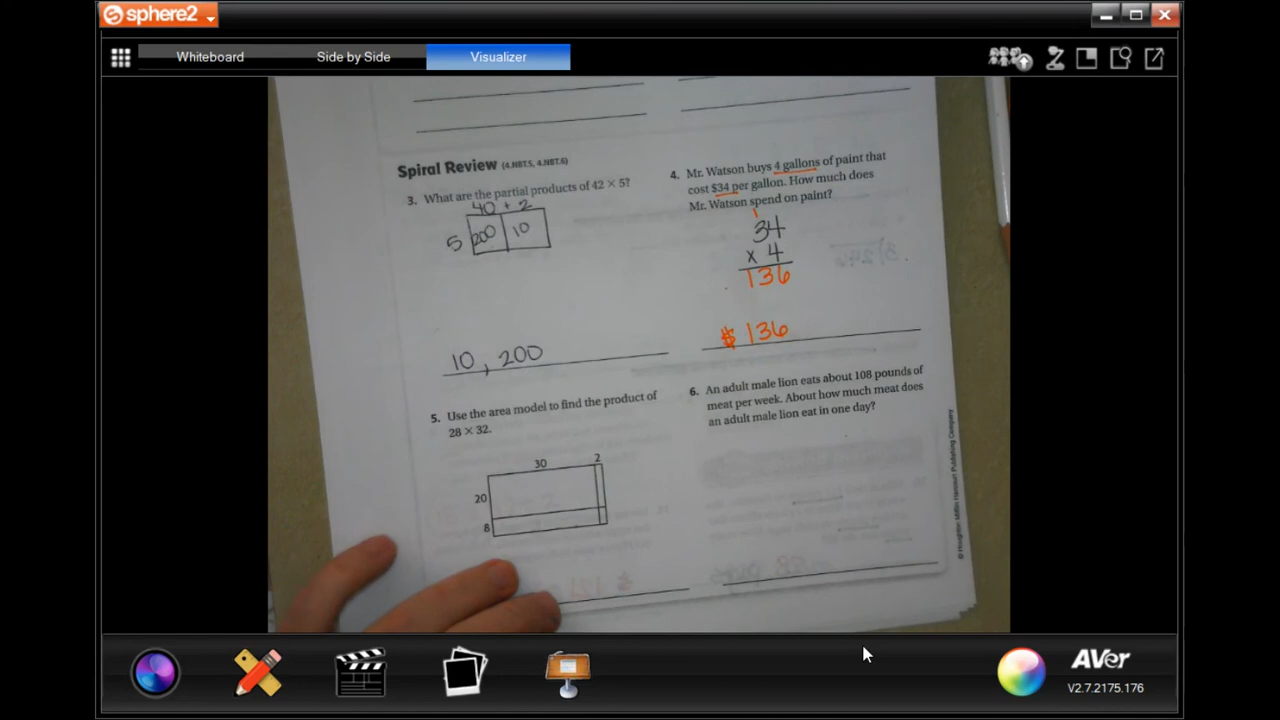 sphere2
Whiteboard
Side by Side
Visualizer
Spiral Review (4.NBT.5, 4.NBT.6)
3. What are the partial products of 42 × 5?
40 + 2
5 200 10
10, 200
4. Mr. Watson buys 4 gallons of paint that
cost $34 per gallon. How much does
Mr. Watson spend on paint?
1
34
x 4
136
$ 136
5. Use the area model to find the product of
28 × 32.
30 2
20
8
6. An adult male lion eats about 108 pounds of
meat per week. About how much meat does
an adult male lion eat in one day?
© Houghton Mifflin Harcourt Publishing Company
AVer
V2.7.2175.176